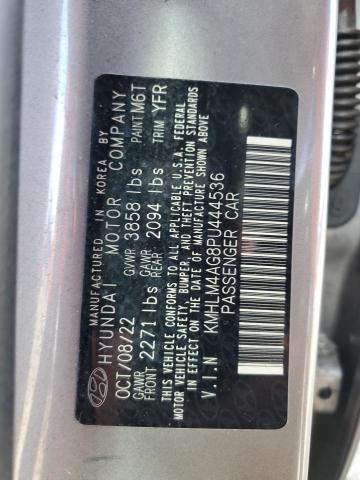 MANUFACTURED IN KOREA BY
HYUNDAI MOTOR COMPANY
OCT/08/22 GVWR 3858 lbs PAINT M6T
GAWR FRONT 2271 lbs GAWR REAR 2094 lbs TRIM YFR
THIS VEHICLE CONFORMS TO ALL APPLICABLE U.S.A. FEDERAL
MOTOR VEHICLE SAFETY, BUMPER, AND THEFT PREVENTION STANDARDS
IN EFFECT ON THE DATE OF MANUFACTURE SHOWN ABOVE
V.I.N KMHLM4AG8PU444536
PASSENGER CAR